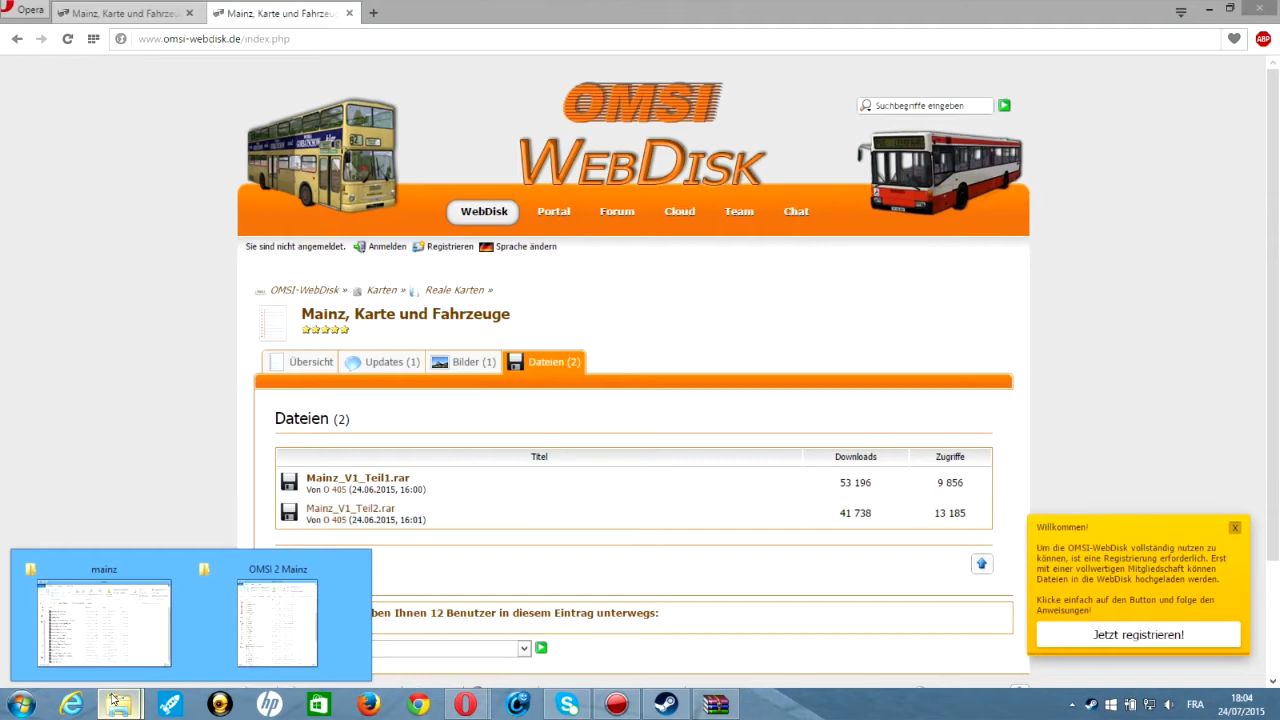 Opera
Mainz, Karte und Fahrzeu
Mainz, Karte und Fahrzeug
www.omsi-webdisk.de/index.php
ABP
OMSI
WEBDISK
Suchbegriffe eingeben
WebDisk
Portal
Forum
Cloud
Team
Chat
Sie sind nicht angemeldet.
Anmelden
Registrieren
Sprache ändern
OMSI-WebDisk »
Karten »
Reale Karten »
Mainz, Karte und Fahrzeuge
Übersicht
Updates (1)
Bilder (1)
Dateien (2)
Dateien (2)
Titel
Downloads
Zugriffe
Mainz_V1_Teil1.rar
Von O 405 (24.06.2015, 16:00)
53 196
9 856
Mainz_V1_Teil2.rar
Von O 405 (24.06.2015, 16:01)
41 738
13 185
ben Ihnen 12 Benutzer in diesem Eintrag unterwegs:
Willkommen!
X
Um die OMSI-WebDisk vollständig nutzen zu
können, ist eine Registrierung erforderlich. Erst
mit einer vollwertigen Mitgliedschaft können
Dateien in die WebDisk hochgeladen werden.
Klicke einfach auf den Button und folge den
Anweisungen!
Jetzt registrieren!
mainz
OMSI 2 Mainz
hp
FRA
18:04
24/07/2015